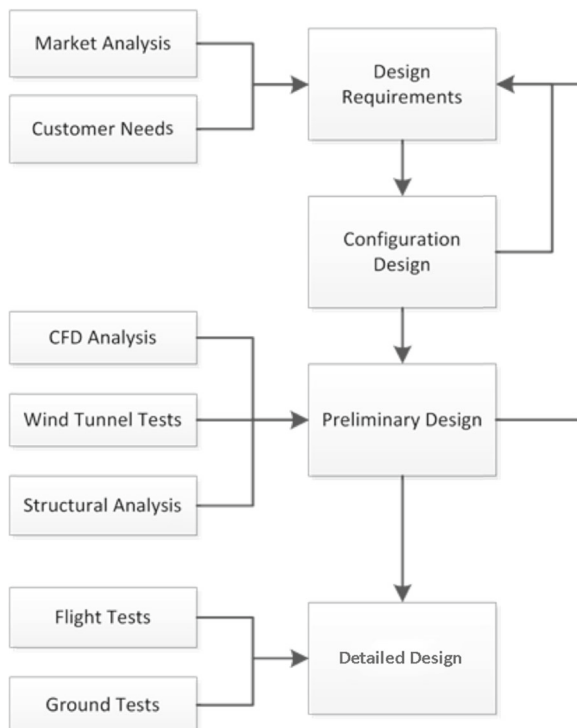 Market Analysis
Customer Needs
Design
Requirements
Configuration
Design
CFD Analysis
Wind Tunnel Tests
Structural Analysis
Preliminary Design
Flight Tests
Ground Tests
Detailed Design